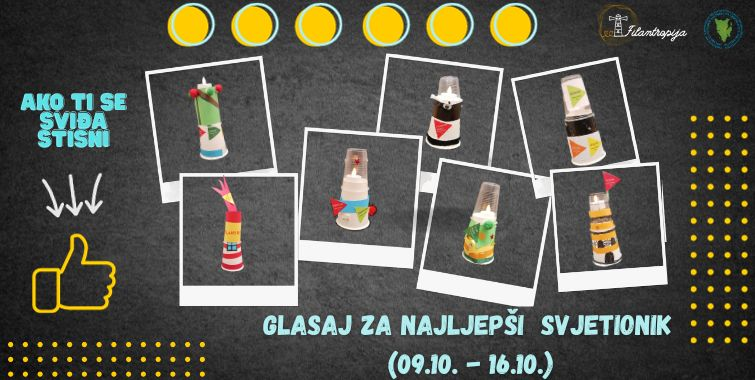 Filantropija
AKO TI SE
SVIĐA
STISNI
GLASAJ ZA NAJLJEPŠI SVJETIONIK
(09.10. – 16.10.)